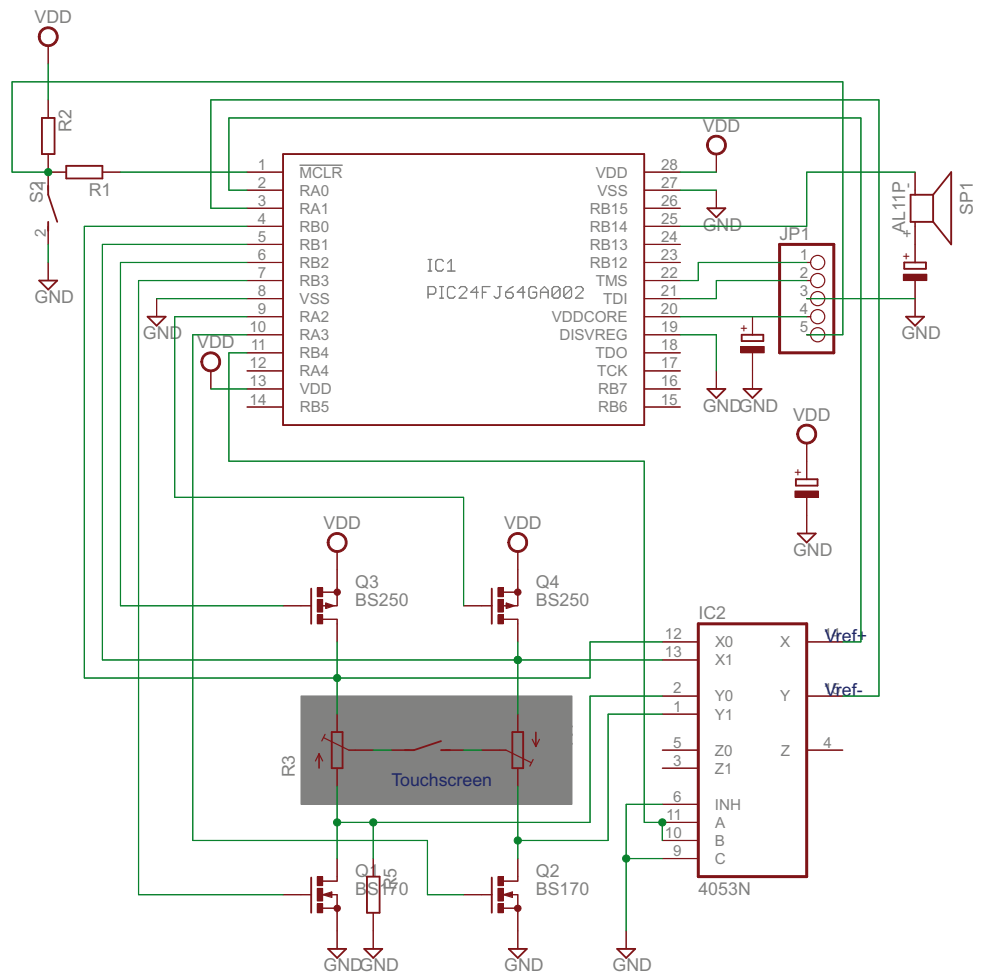 VDD
R2
S2
2
R1
GND
VDD
VDD
GND
1 MCLR VDD 28
2 RA0 VSS 27
3 RA1 RB15 26
4 RB0 RB14 25
5 RB1 RB13 24
6 RB2 RB12 23
7 RB3 TMS 22
8 VSS TDI 21
9 RA2 VDDCORE 20
10 RA3 DISVREG 19
11 RB4 TDO 18
12 RA4 TCK 17
13 VDD RB7 16
14 RB5 RB6 15
IC1
PIC24FJ64GA002
GND
JP1
1
2
3
4
5
AL11P
-
+
SP1
+
GND
+
GND
GND
VDD
+
GND
VDD
VDD
Q3
BS250
Q4
BS250
R3
Touchscreen
Q1
BS170
R5
Q2
BS170
GND
GND
GND
GND
IC2
12 X0 X Vref+
13 X1
2 Y0 Y Vref-
1 Y1
5 Z0 Z 4
3 Z1
6 INH
11 A
10 B
9 C
4053N